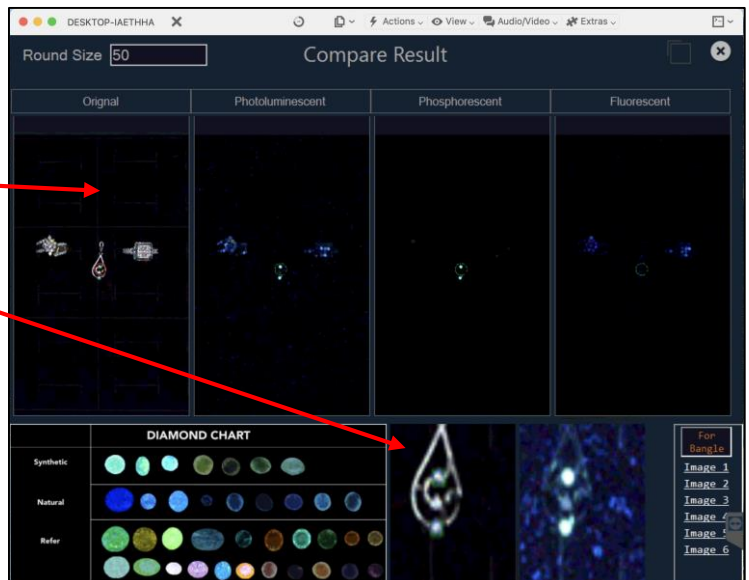 DESKTOP-IAETHHA
Actions View Audio/Video Extras
Round Size 50
Compare Result
Orignal Photoluminescent Phosphorescent Fluorescent
DIAMOND CHART
Synthetic
Natural
Refer
For
Bangle
Image 1
Image 2
Image 3
Image 4
Image 5
Image 6